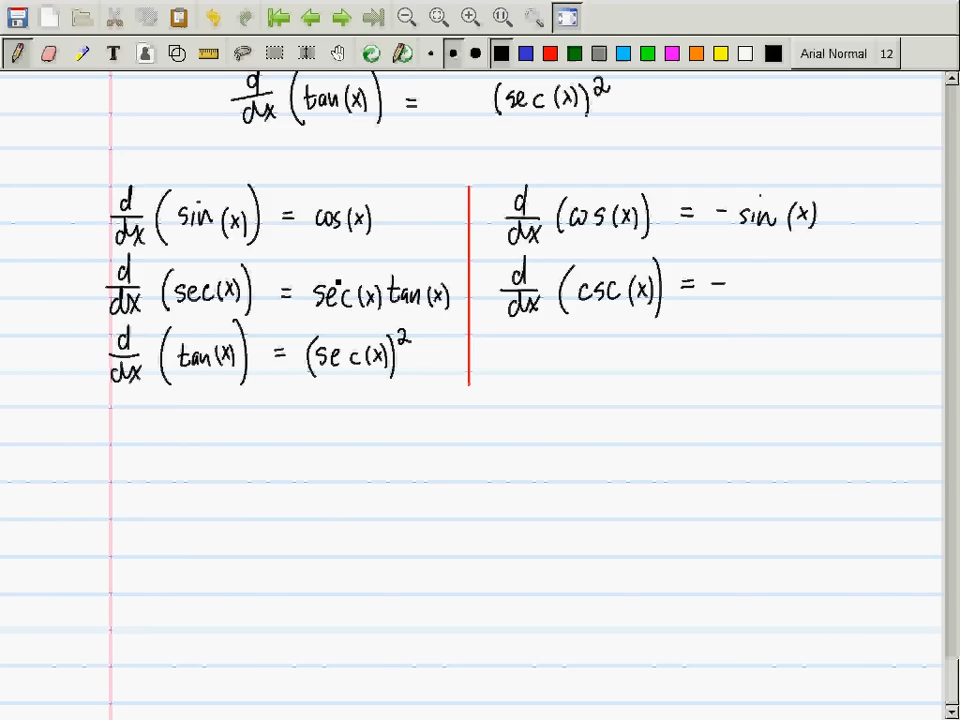 Arial Normal 12
d/dx (tan(x)) = (sec(x))²
d/dx (sin(x)) = cos(x)
d/dx (sec(x)) = sec(x) tan(x)
d/dx (tan(x)) = (sec(x))²
d/dx (cos(x)) = - sin(x)
d/dx (csc(x)) = -